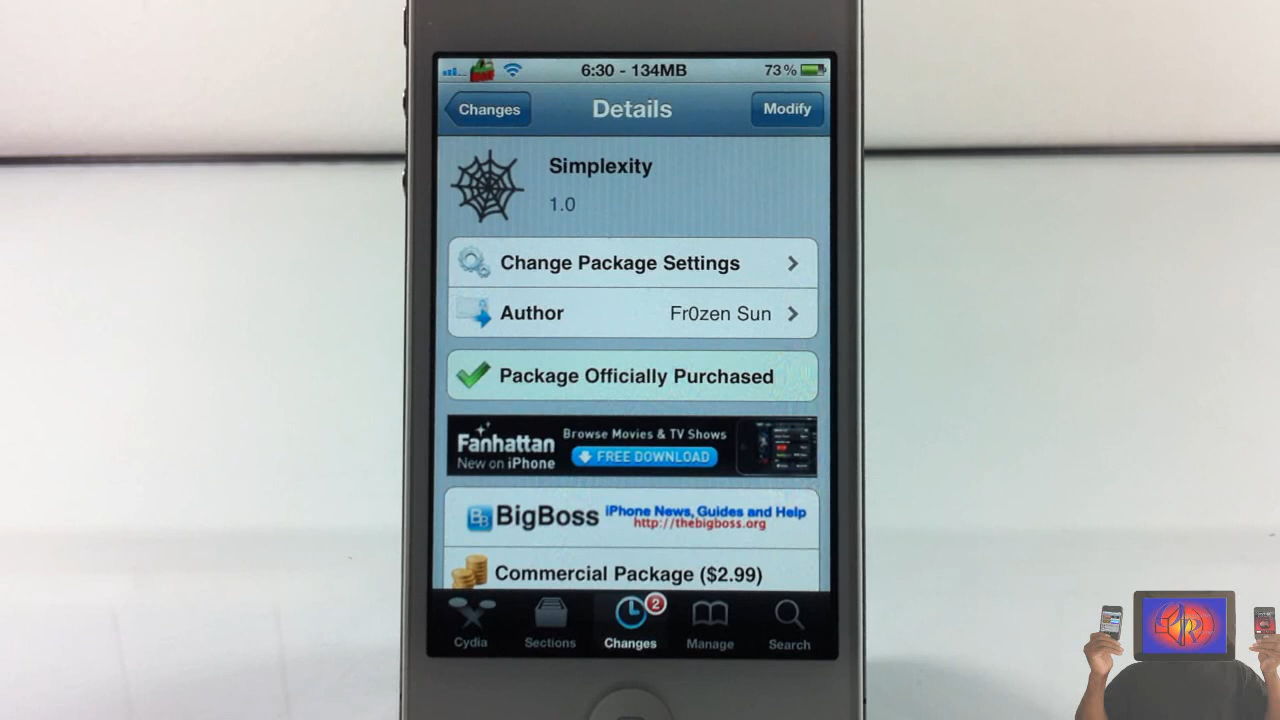 6:30 - 134MB
73%
Changes
Details
Modify
Simplexity
1.0
Change Package Settings
Author
Fr0zen Sun
Package Officially Purchased
Fanhattan
New on iPhone
Browse Movies & TV Shows
FREE DOWNLOAD
BigBoss
iPhone News, Guides and Help
http://thebigboss.org
Commercial Package ($2.99)
2
Cydia
Sections
Changes
Manage
Search